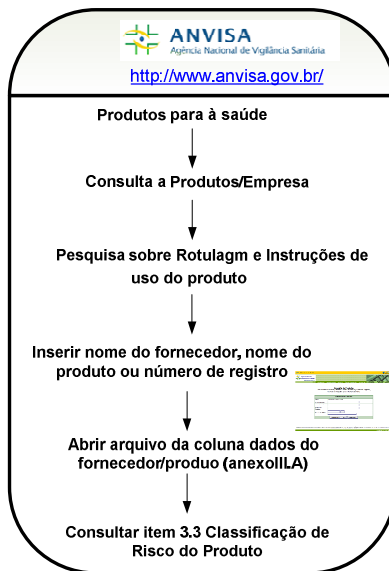 ANVISA
Agência Nacional de Vigilância Sanitária
http://www.anvisa.gov.br/
Produtos para à saúde
Consulta a Produtos/Empresa
Pesquisa sobre Rotulagm e Instruções de
uso do produto
Inserir nome do fornecedor, nome do
produto ou número de registro
Abrir arquivo da coluna dados do
fornecedor/produo (anexoIILA)
Consultar item 3.3 Classificação de
Risco do Produto